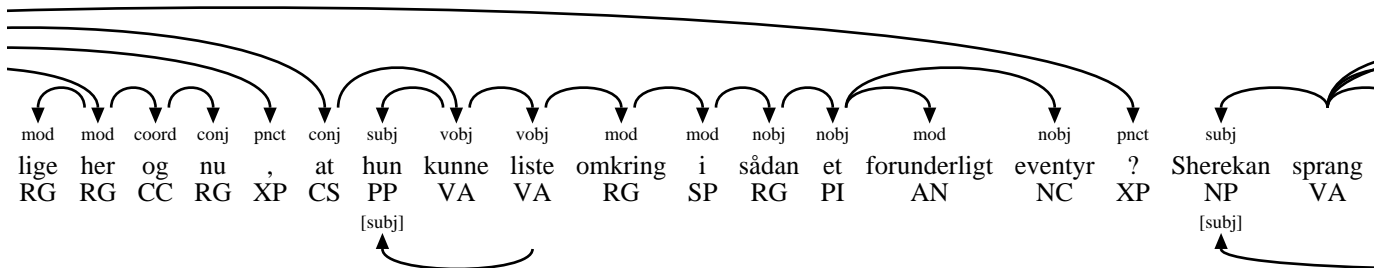 mod mod coord conj pnct conj subj vobj vobj mod mod nobj nobj mod nobj pnct subj
lige her og nu , at hun kunne liste omkring i sådan et forunderligt eventyr ? Sherekan sprang
RG RG CC RG XP CS PP VA VA RG SP RG PI AN NC XP NP VA
[subj] [subj]